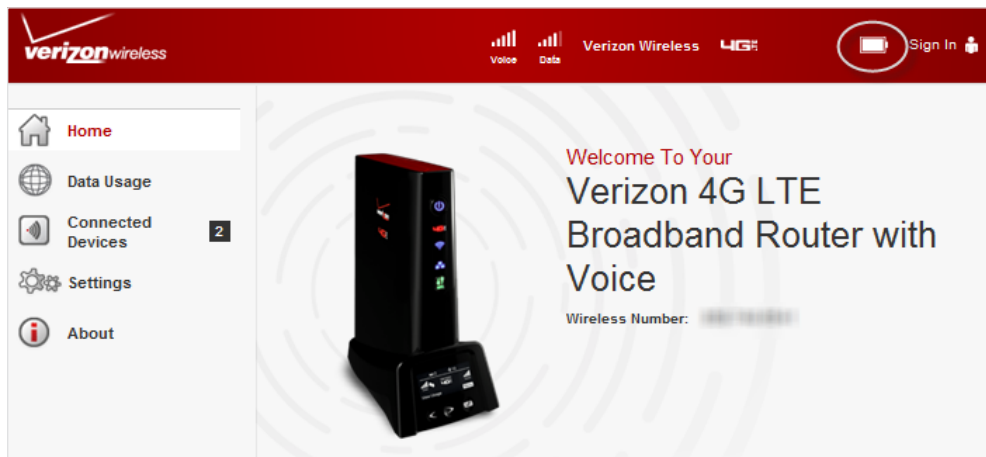 verizonwireless
Voice
Data
Verizon Wireless
4G
Sign In
Home
Data Usage
Connected
Devices
2
Settings
About
Welcome To Your
Verizon 4G LTE
Broadband Router with
Voice
Wireless Number: